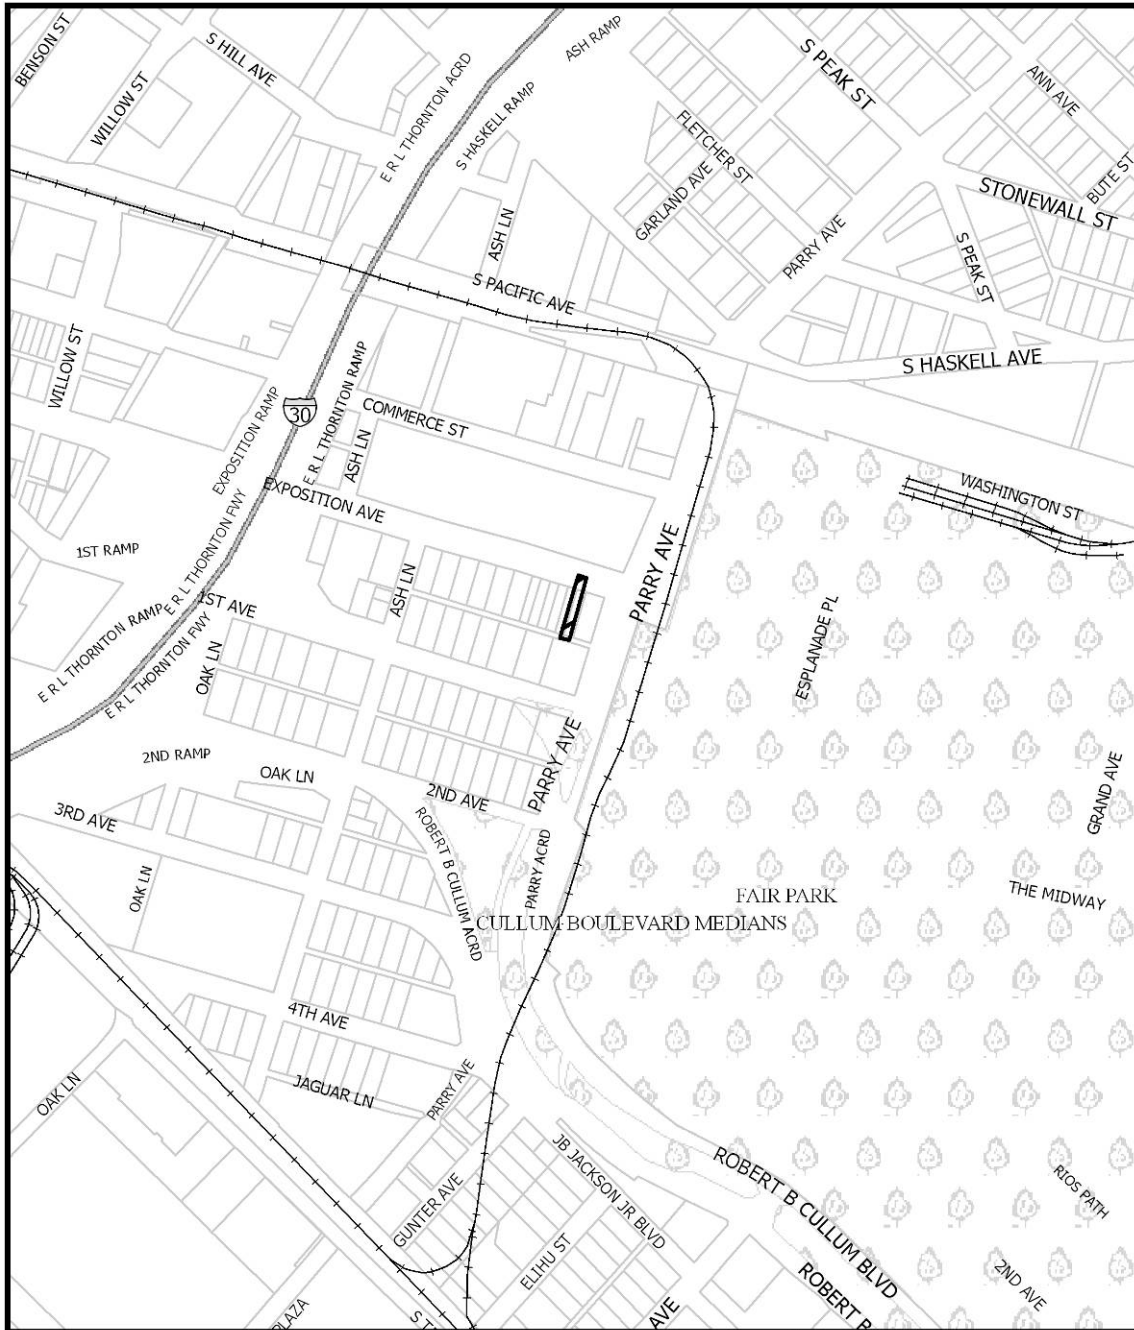 BENSON ST
S HILL AVE
WILLOW ST
E R L THORNTON ACRD
ASH RAMP
S HASKELL RAMP
S PEAK ST
ANN AVE
FLETCHER ST
GARLAND AVE
BUTE ST
STONEWALL ST
PARRY AVE
S PEAK ST
ASH LN
S PACIFIC AVE
S HASKELL AVE
WILLOW ST
EXPOSITION RAMP
30
E R L THORNTON RAMP
COMMERCE ST
ASH LN
EXPOSITION AVE
WASHINGTON ST
1ST RAMP
E R L THORNTON FWY
PARRY AVE
ASH LN
1ST AVE
E R L THORNTON RAMP
E R L THORNTON FWY
OAK LN
ESPLANADE PL
2ND RAMP
OAK LN
PARRY AVE
2ND AVE
GRAND AVE
3RD AVE
ROBERT B CULLUM ACRD
PARRY ACRD
OAK LN
FAIR PARK
THE MIDWAY
CULLUM BOULEVARD MEDIANS
4TH AVE
OAK LN
JAGUAR LN
PARRY AVE
JB JACKSON JR BLVD
ROBERT B CULLUM BLVD
RIOS PATH
GUNTER AVE
ELIHU ST
2ND AVE
ROBERT B
PLAZA
AVE